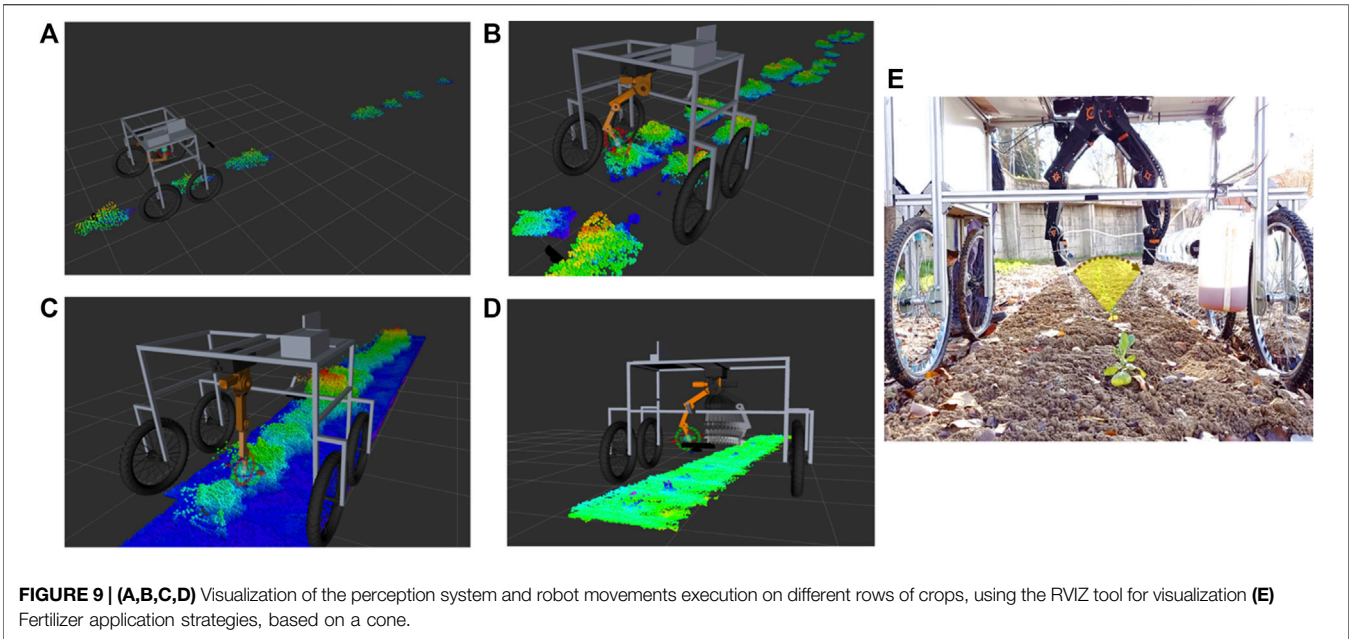 A
B
C
D
E
FIGURE 9 | (A,B,C,D) Visualization of the perception system and robot movements execution on different rows of crops, using the RVIZ tool for visualization (E)
Fertilizer application strategies, based on a cone.